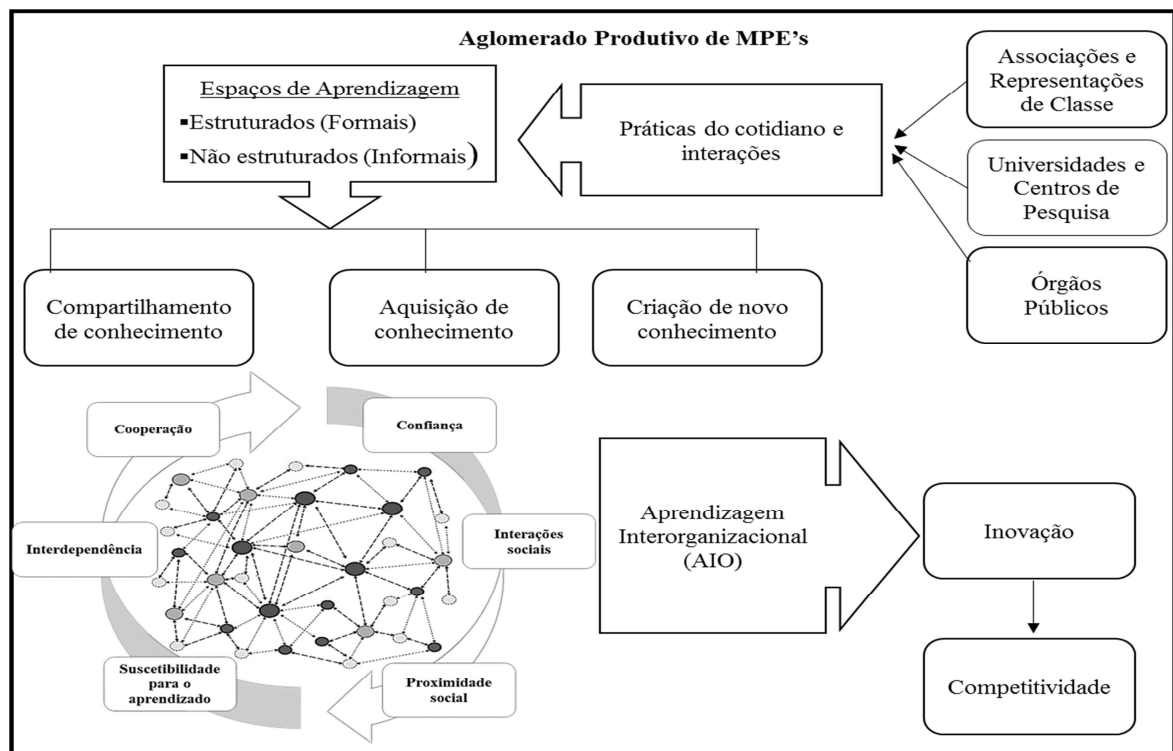 Aglomerado Produtivo de MPE's
Espaços de Aprendizagem
▪Estruturados (Formais)
▪Não estruturados (Informais)
Práticas do cotidiano e
interações
Associações e
Representações
de Classe
Universidades e
Centros de
Pesquisa
Órgãos
Públicos
Compartilhamento
de conhecimento
Aquisição de
conhecimento
Criação de novo
conhecimento
Cooperação
Confiança
Interdependência
Interações
sociais
Suscetibilidade
para o
aprendizado
Proximidade
social
Aprendizagem
Interorganizacional
(AIO)
Inovação
Competitividade